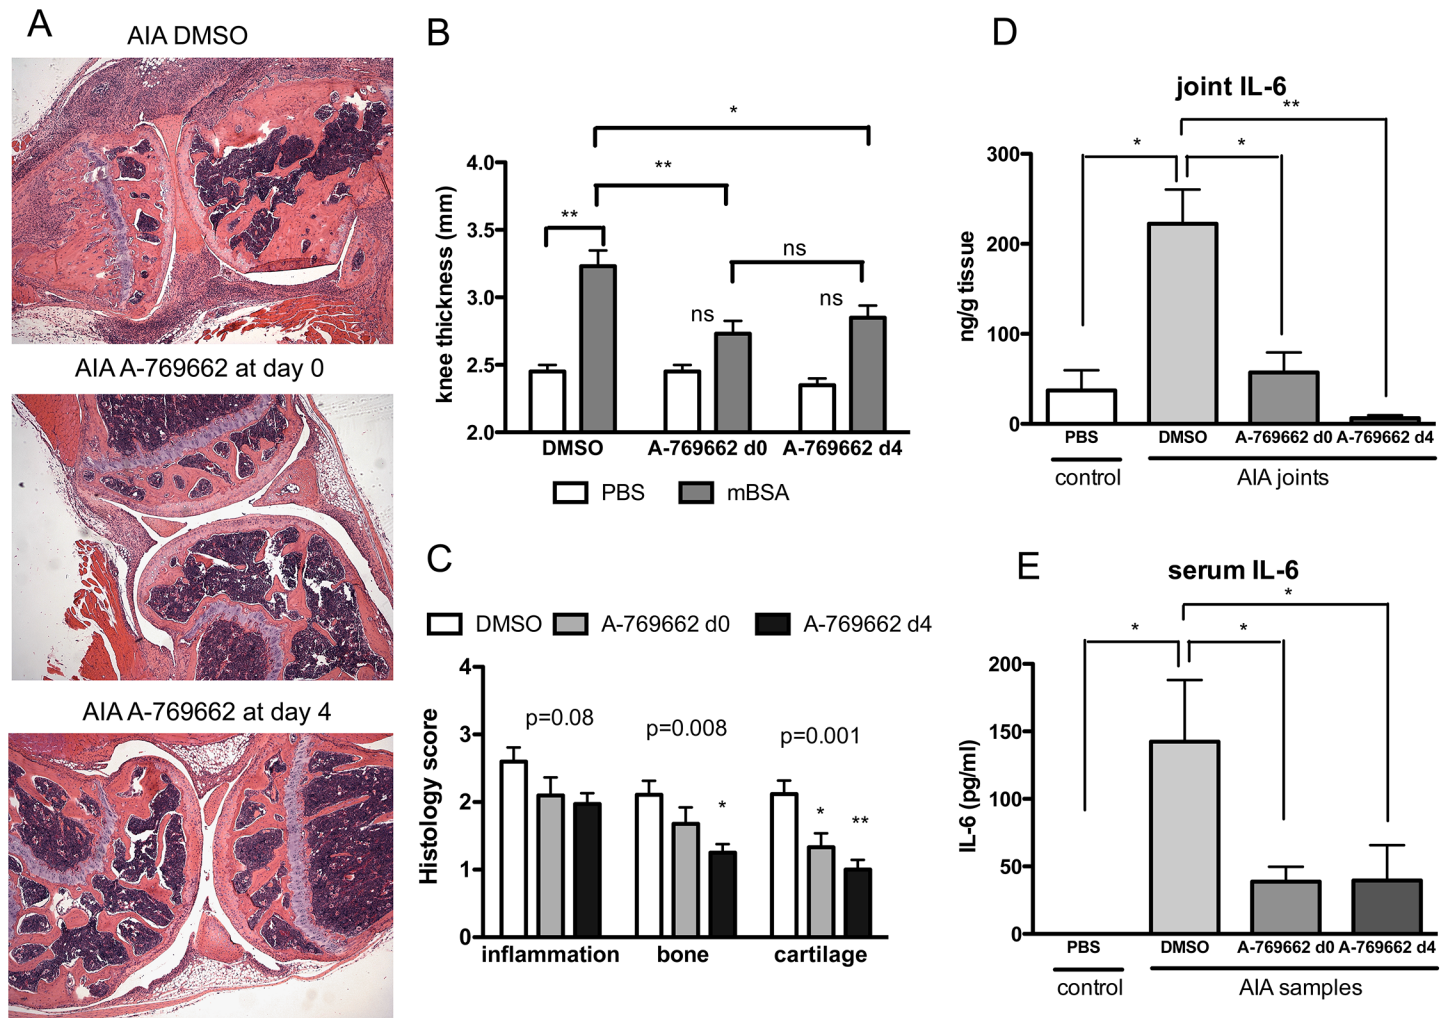 A
AIA DMSO
AIA A-769662 at day 0
AIA A-769662 at day 4
B
knee thickness (mm)
4.0
3.5
3.0
2.5
2.0
*
**
**
ns
ns
ns
DMSO
A-769662 d0
A-769662 d4
PBS
mBSA
C
DMSO
A-769662 d0
A-769662 d4
Histology score
4
3
2
1
0
p=0.08
p=0.008
p=0.001
*
*
**
inflammation
bone
cartilage
D
joint IL-6
**
*
*
ng/g tissue
300
200
100
0
PBS
DMSO
A-769662 d0
A-769662 d4
control
AIA joints
E
serum IL-6
*
*
*
IL-6 (pg/ml)
200
150
100
50
0
PBS
DMSO
A-769662 d0
A-769662 d4
control
AIA samples